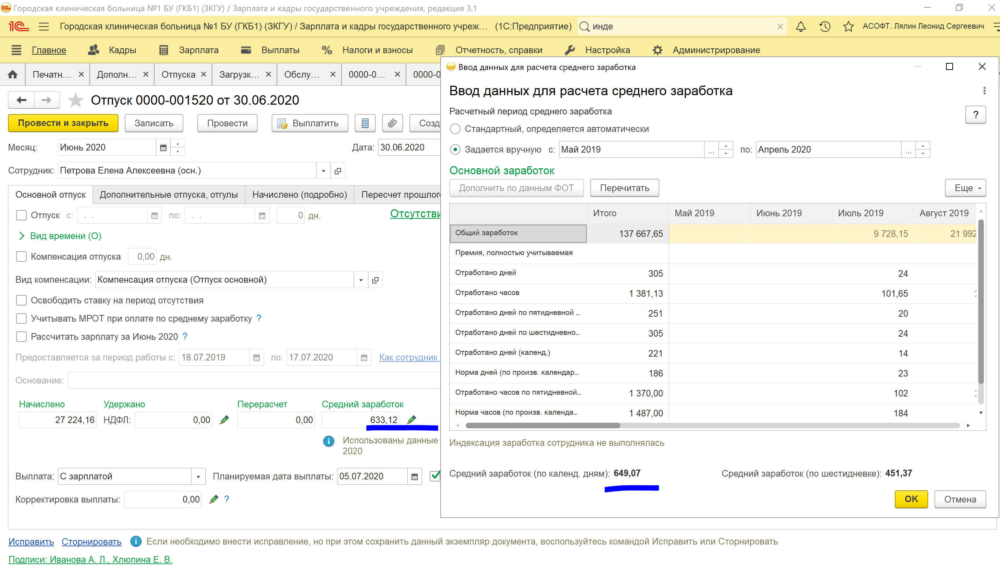 Городская клиническая больница №1 БУ (ГКБ1) (ЗКГУ) / Зарплата и кадры государственного учреждения, редакция 3.1
Городская клиническая больница №1 БУ (ГКБ1) (ЗКГУ) / Зарплата и кадры государственного учреж... (1С:Предприятие) инде АСОФТ. Лялин Леонид Сергеевич
Главное Кадры Зарплата Выплаты Налоги и взносы Отчетность, справки Настройка Администрирование
Печатн... Дополн... Отпуска Загрузк... Обслу... 0000-0... 0000-0
Отпуск 0000-001520 от 30.06.2020
Провести и закрыть Записать Провести Выплатить Созд
Месяц: Июнь 2020 Дата: 30.06.2020
Сотрудник: Петрова Елена Алексеевна (осн.)
Основной отпуск Дополнительные отпуска, отгулы Начислено (подробно) Пересчет прошлог
Отпуск с: . . по: . . 0 дн. Отсутстви
Вид времени (О)
Компенсация отпуска 0,00 дн.
Вид компенсации: Компенсация отпуска (Отпуск основной)
Освободить ставку на период отсутствия
Учитывать МРОТ при оплате по среднему заработку ?
Рассчитать зарплату за Июнь 2020 ?
Предоставляется за период работы с: 18.07.2019 по: 17.07.2020 Как сотрудник
Основание:
Начислено Удержано Перерасчет Средний заработок
27 224,16 НДФЛ: 0,00 0,00 633,12
Использованы данные
2020
Выплата: С зарплатой Планируемая дата выплаты: 05.07.2020
Корректировка выплаты: 0,00 ?
Исправить Сторнировать Если необходимо внести исправление, но при этом сохранить данный экземпляр документа, воспользуйтесь командой Исправить или Сторнировать
Подписи: Иванова А. Л., Хлюпина Е. В.
Ввод данных для расчета среднего заработка
Ввод данных для расчета среднего заработка
Расчетный период среднего заработка
?
Стандартный, определяется автоматически
Задается вручную с: Май 2019 ... по: Апрель 2020 ...
Основной заработок
Дополнить по данным ФОТ Перечитать Еще
Итого Май 2019 Июнь 2019 Июль 2019 Август 2019
Общий заработок 137 667,65 9 728,15 21 992
Премия, полностью учитываемая
Отработано дней 305 24
Отработано часов 1 381,13 101,65
Отработано дней по пятидневной ... 251 20
Отработано дней по шестидневно... 305 24
Отработано дней (календ.) 221 14
Норма дней (по произв. календар... 186 23
Отработано часов по пятидневной... 1 370,00 102
Норма часов (по произв. календа... 1 487,00 184
Индексация заработка сотрудника не выполнялась
Средний заработок (по календ. дням): 649,07 Средний заработок (по шестидневке): 451,37
ОК Отмена